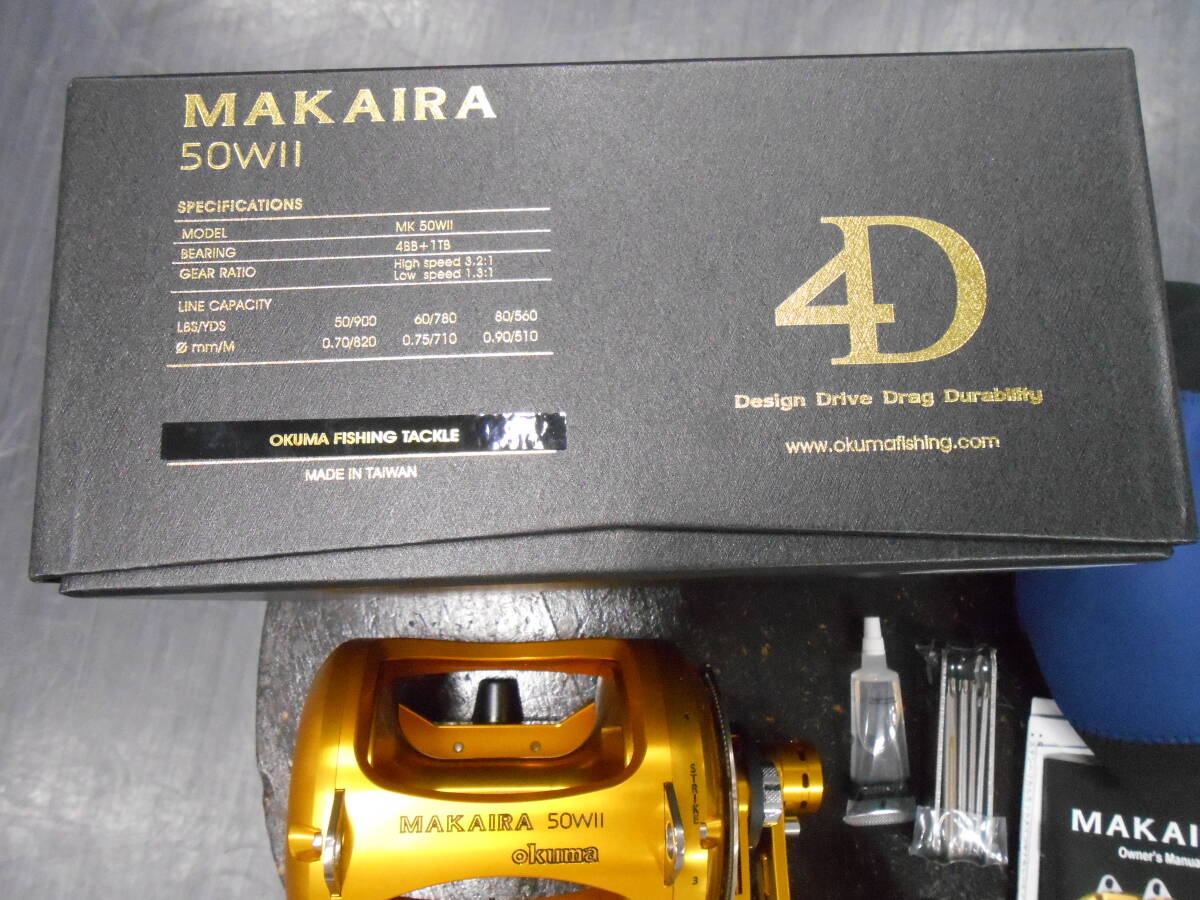 MAKAIRA
50WII
SPECIFICATIONS
MODEL MK 50WII
BEARING 4BB+1TB
GEAR RATIO High speed 3.2:1
Low speed 1.3:1
LINE CAPACITY
LBS/YDS 50/900 60/780 80/560
Ø mm/M 0.70/820 0.75/710 0.90/510
OKUMA FISHING TACKLE
MADE IN TAIWAN
4D
Design Drive Drag Durability
www.okumafishing.com
STRIKE
3
MAKAIRA 50WII
okuma
MAKAI
Owner's Manua